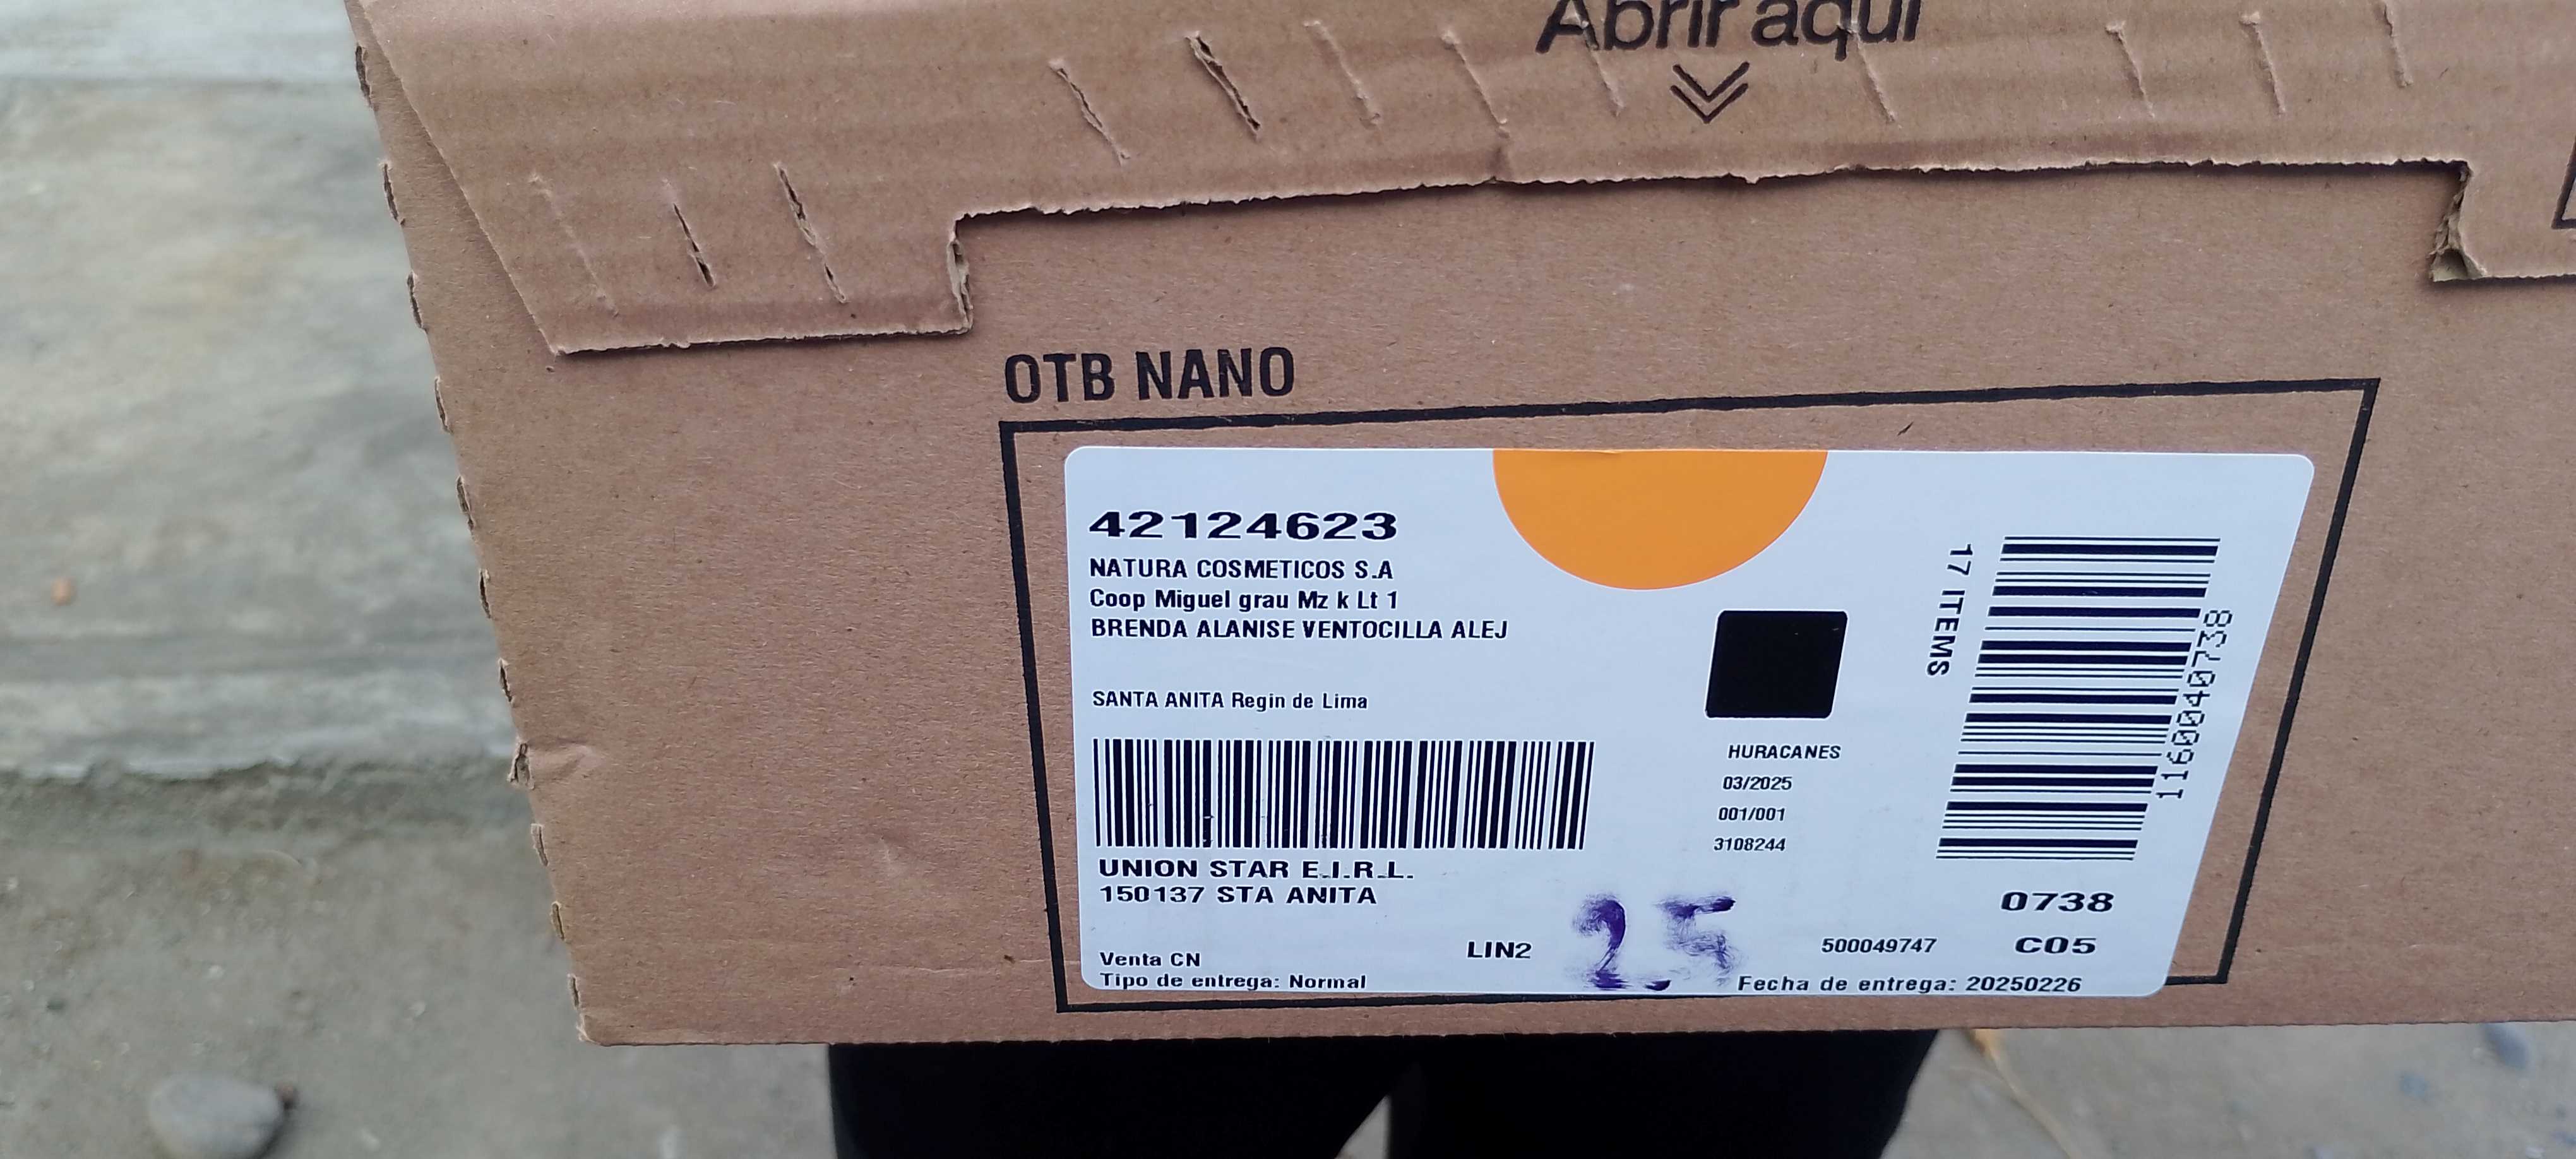 Abrir aquí
OTB NANO
42124623
NATURA COSMETICOS S.A
Coop Miguel grau Mz k Lt 1
BRENDA ALANISE VENTOCILLA ALEJ
SANTA ANITA Regin de Lima
UNION STAR E.I.R.L.
150137 STA ANITA
Venta CN
Tipo de entrega: Normal
LIN2
25
HURACANES
03/2025
001/001
3108244
17 ITEMS
1160040738
0738
500049747
C05
Fecha de entrega: 20250226